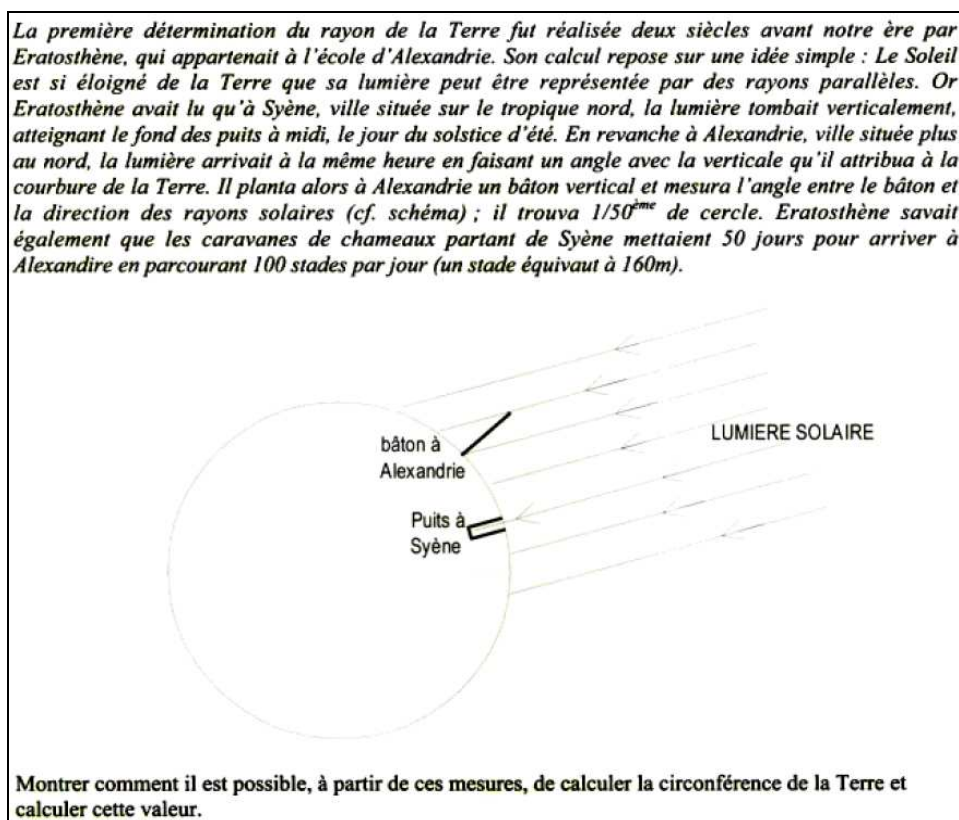 La première détermination du rayon de la Terre fut réalisée deux siècles avant notre ère par
Eratosthène, qui appartenait à l'école d'Alexandrie. Son calcul repose sur une idée simple : Le Soleil
est si éloigné de la Terre que sa lumière peut être représentée par des rayons parallèles. Or
Eratosthène avait lu qu'à Syène, ville située sur le tropique nord, la lumière tombait verticalement,
atteignant le fond des puits à midi, le jour du solstice d'été. En revanche à Alexandrie, ville située plus
au nord, la lumière arrivait à la même heure en faisant un angle avec la verticale qu'il attribua à la
courbure de la Terre. Il planta alors à Alexandrie un bâton vertical et mesura l'angle entre le bâton et
la direction des rayons solaires (cf. schéma) ; il trouva 1/50ème de cercle. Eratosthène savait
également que les caravanes de chameaux partant de Syène mettaient 50 jours pour arriver à
Alexandire en parcourant 100 stades par jour (un stade équivaut à 160m).
bâton à
Alexandrie
LUMIERE SOLAIRE
Puits à
Syène
Montrer comment il est possible, à partir de ces mesures, de calculer la circonférence de la Terre et
calculer cette valeur.